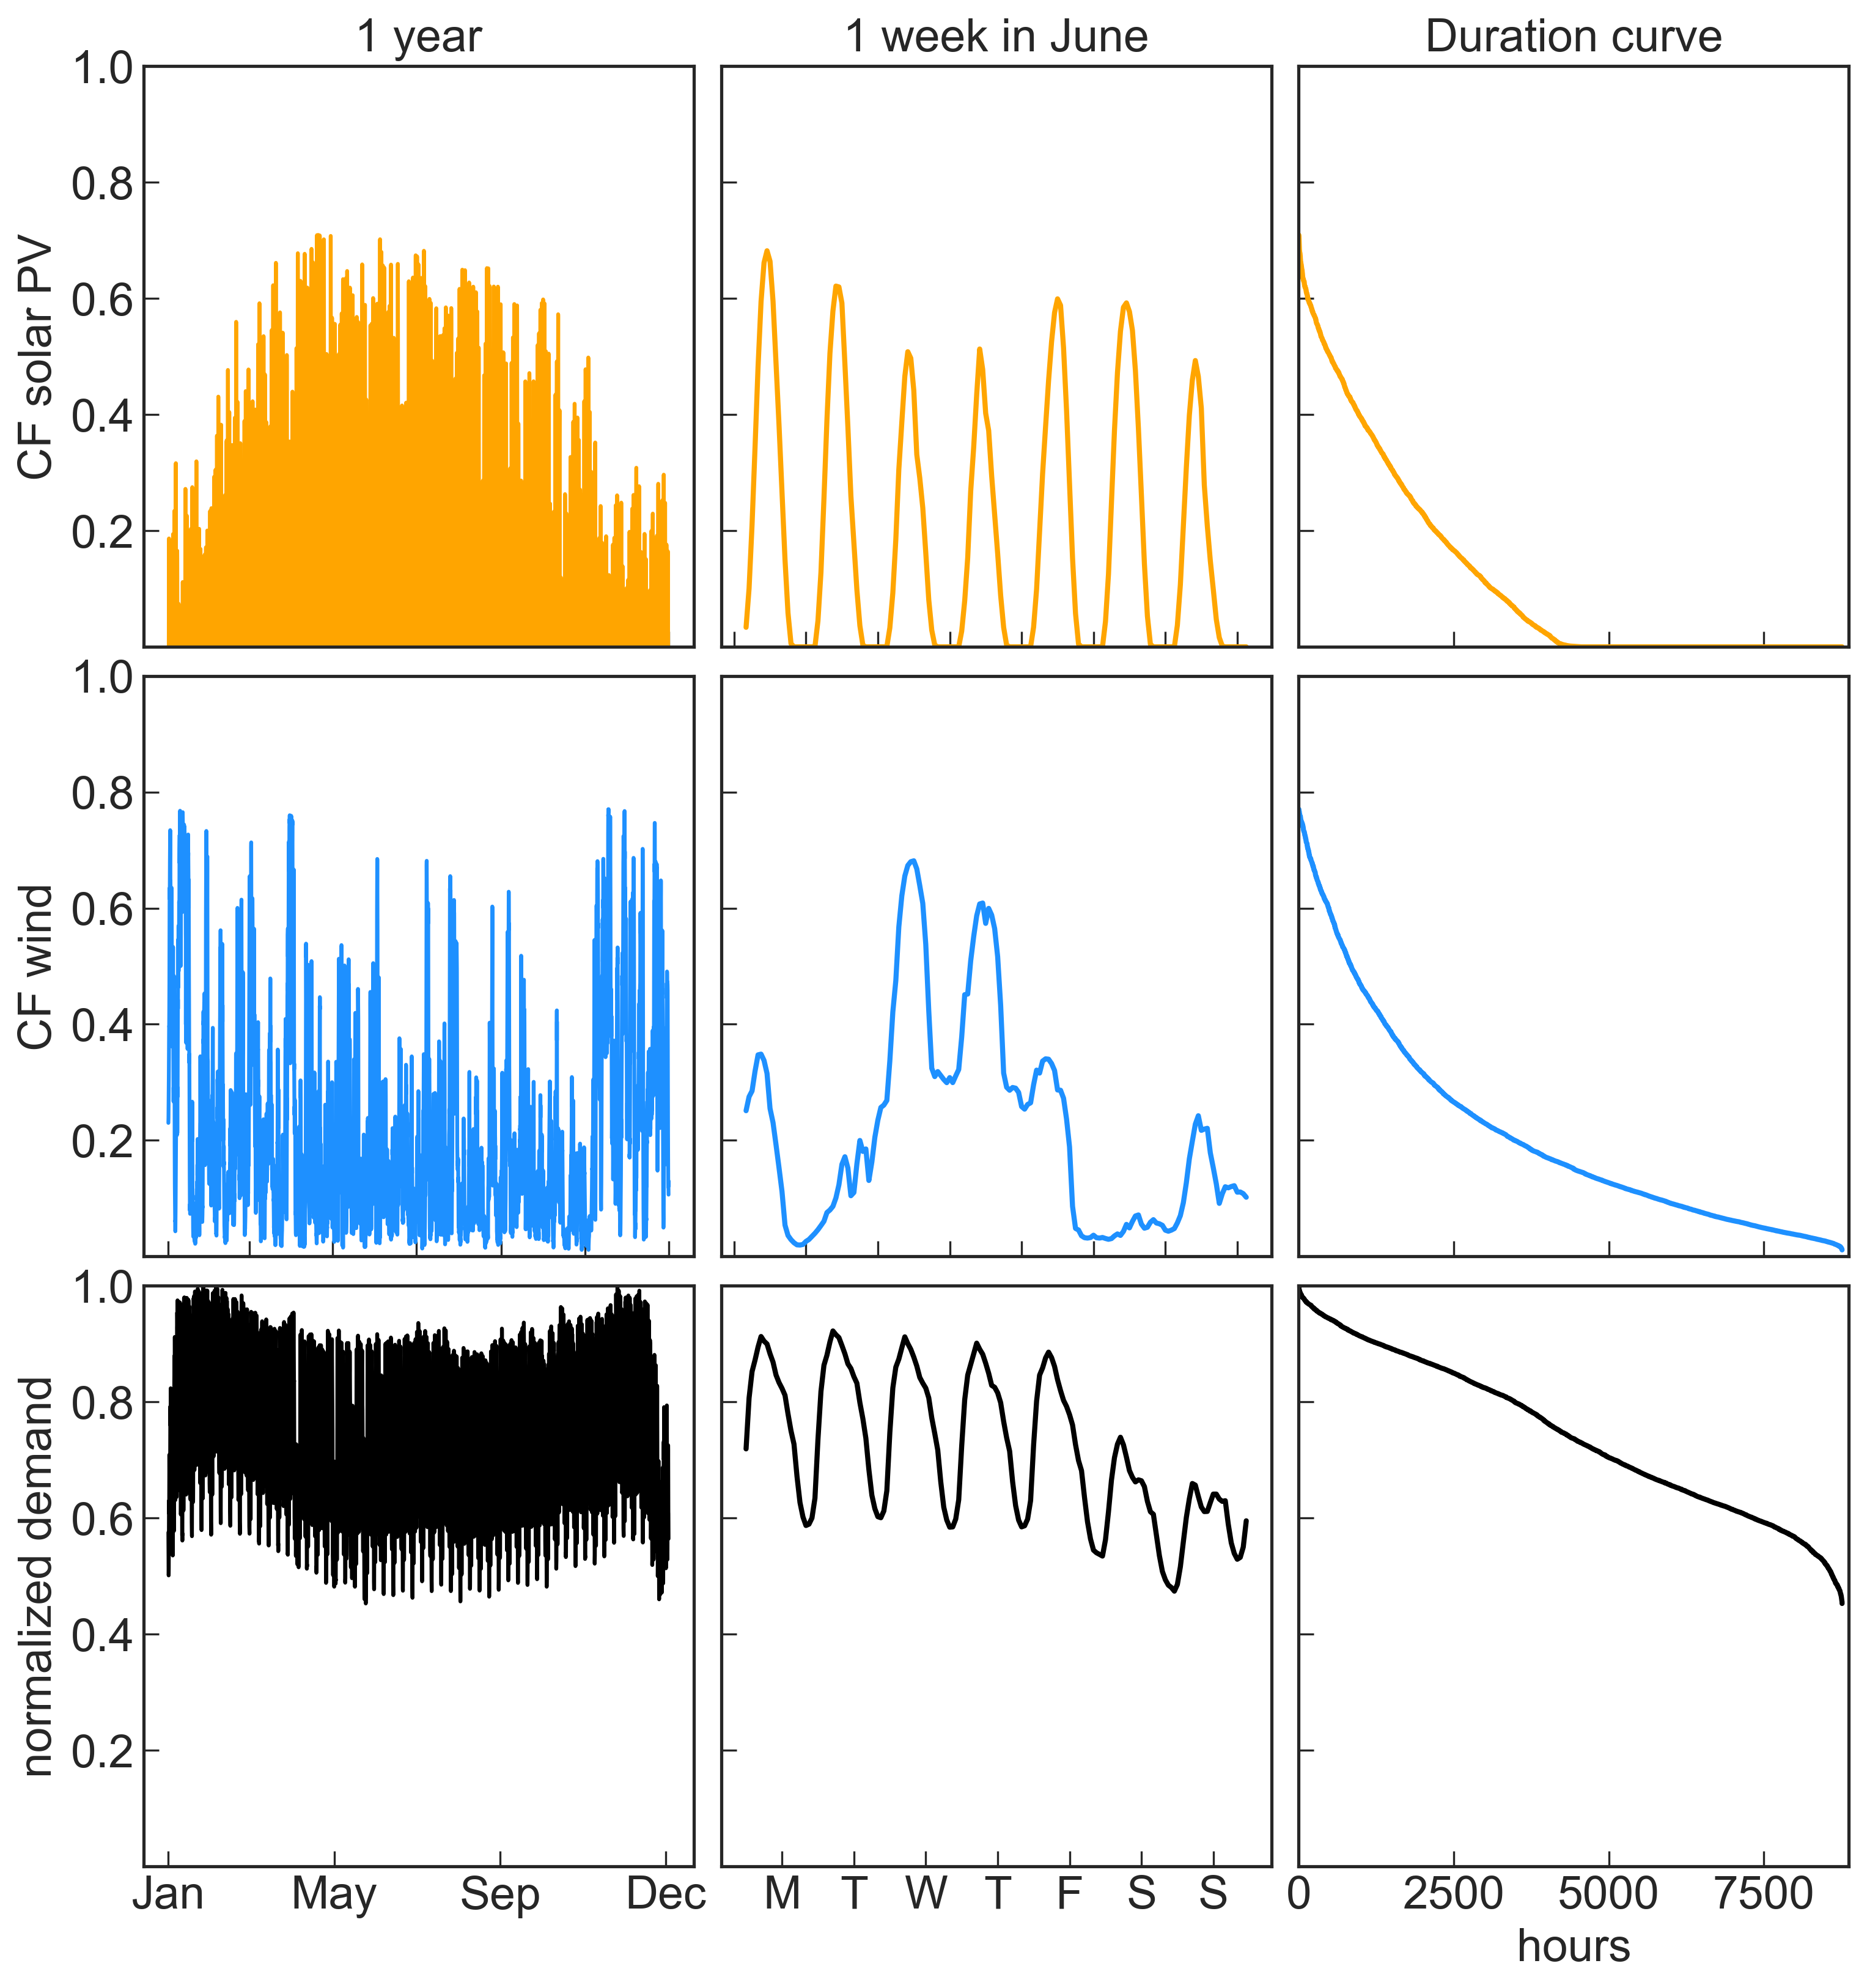 1 year
1 week in June
Duration curve
CF solar PV
1.0
0.8
0.6
0.4
0.2
CF wind
1.0
0.8
0.6
0.4
0.2
normalized demand
1.0
0.8
0.6
0.4
0.2
Jan May Sep Dec
M T W T F S S
0 2500 5000 7500
hours